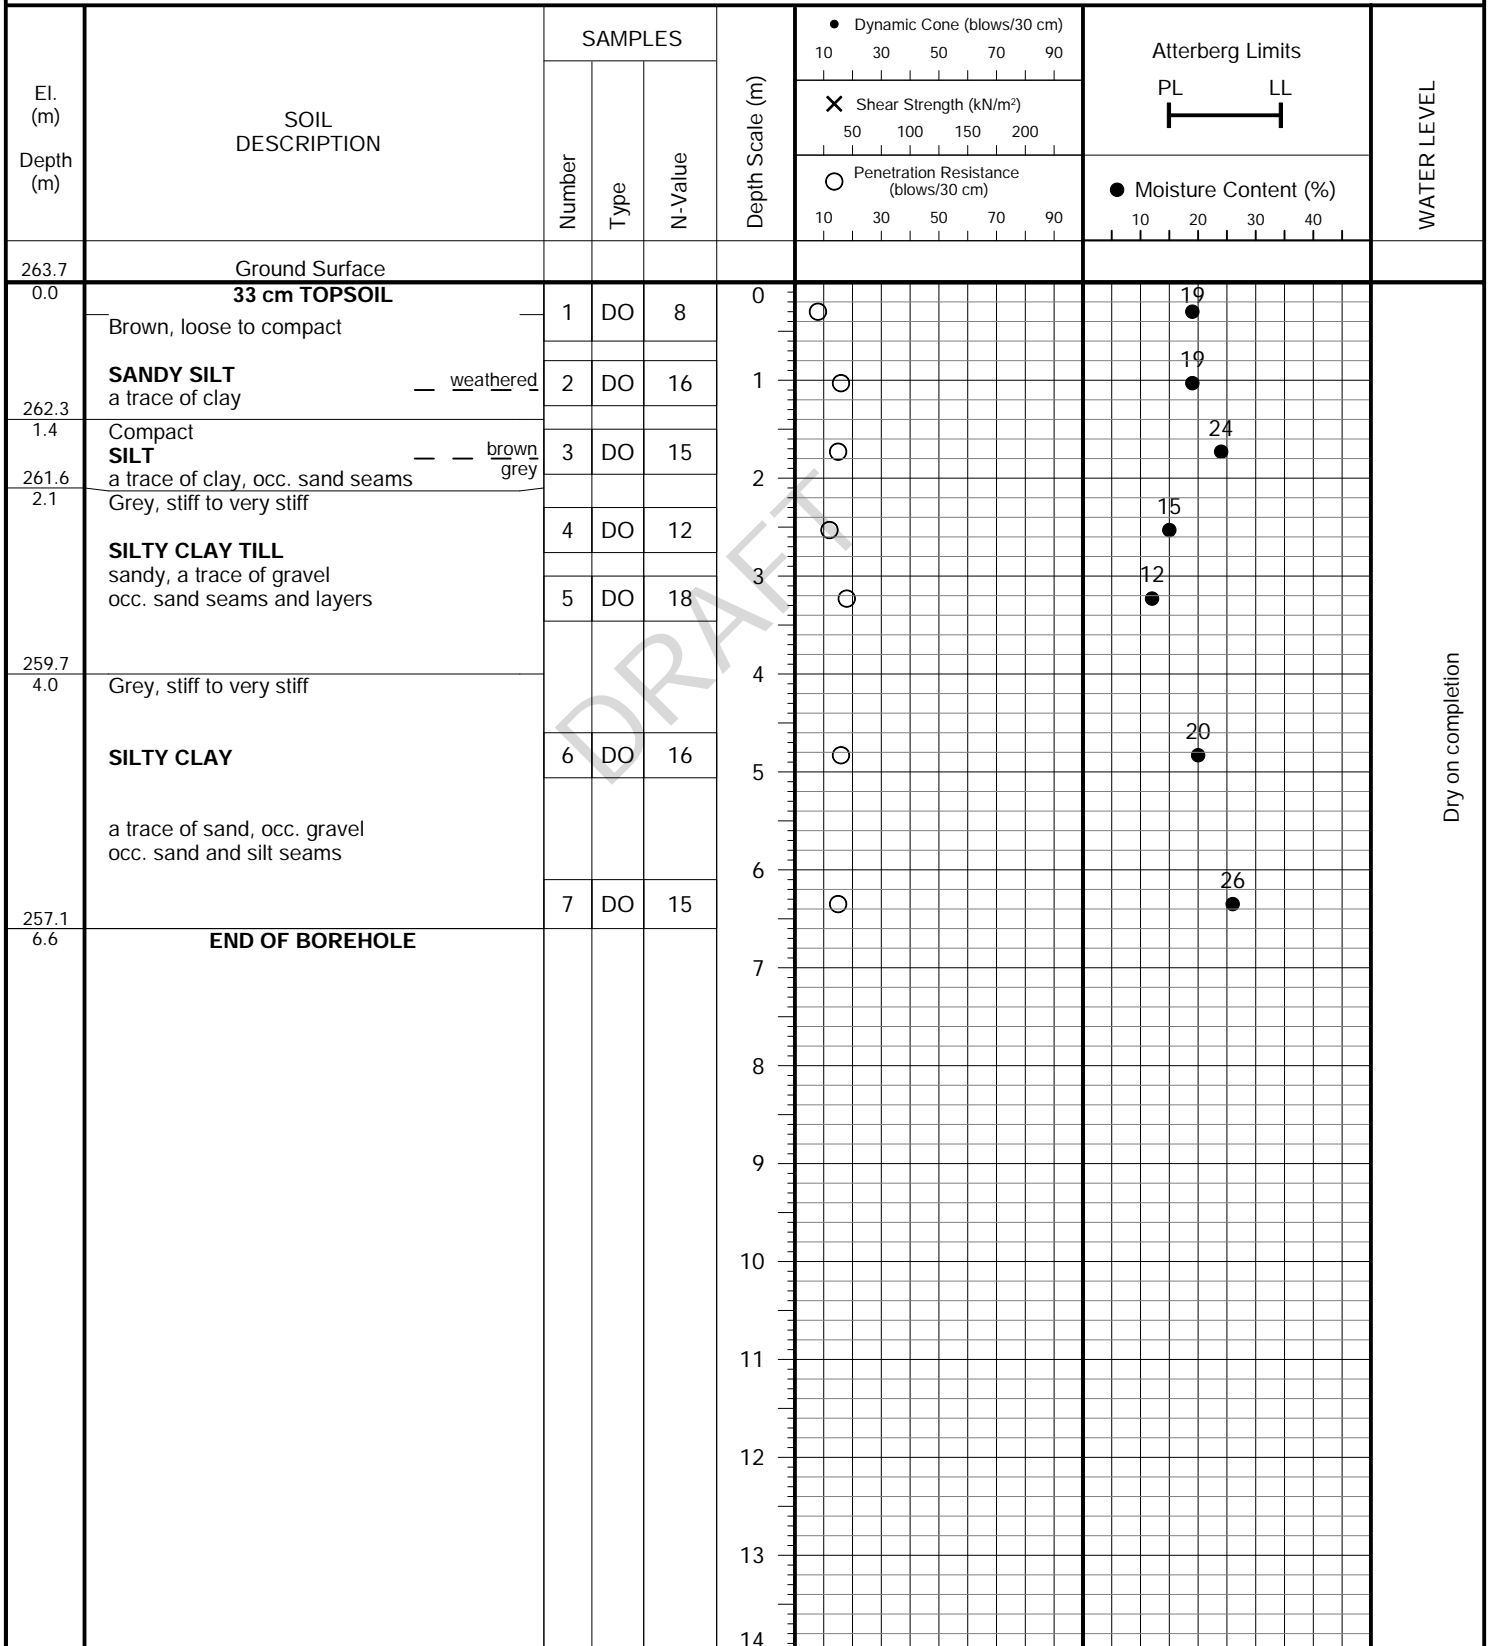 El.
(m)
Depth
(m)
SOIL
DESCRIPTION
SAMPLES
Number
Type
N-Value
Depth Scale (m)
Dynamic Cone (blows/30 cm)
10 30 50 70 90
Shear Strength (kN/m²)
50 100 150 200
Penetration Resistance
(blows/30 cm)
10 30 50 70 90
Atterberg Limits
PL LL
Moisture Content (%)
10 20 30 40
WATER LEVEL
263.7 Ground Surface
0.0 33 cm TOPSOIL 0 19
Brown, loose to compact 1 DO 8
19
SANDY SILT weathered 2 DO 16 1
a trace of clay
262.3
1.4 Compact 24
SILT brown 3 DO 15
grey
261.6 a trace of clay, occ. sand seams 2
2.1 Grey, stiff to very stiff 15
4 DO 12
SILTY CLAY TILL
sandy, a trace of gravel 3 12
occ. sand seams and layers 5 DO 18
259.7 4
4.0 Grey, stiff to very stiff
20
SILTY CLAY 6 DO 16
5
a trace of sand, occ. gravel
occ. sand and silt seams
6
26
7 DO 15
257.1
6.6 END OF BOREHOLE
7
8
9
10
11
12
13
14
Dry on completion
DRAFT